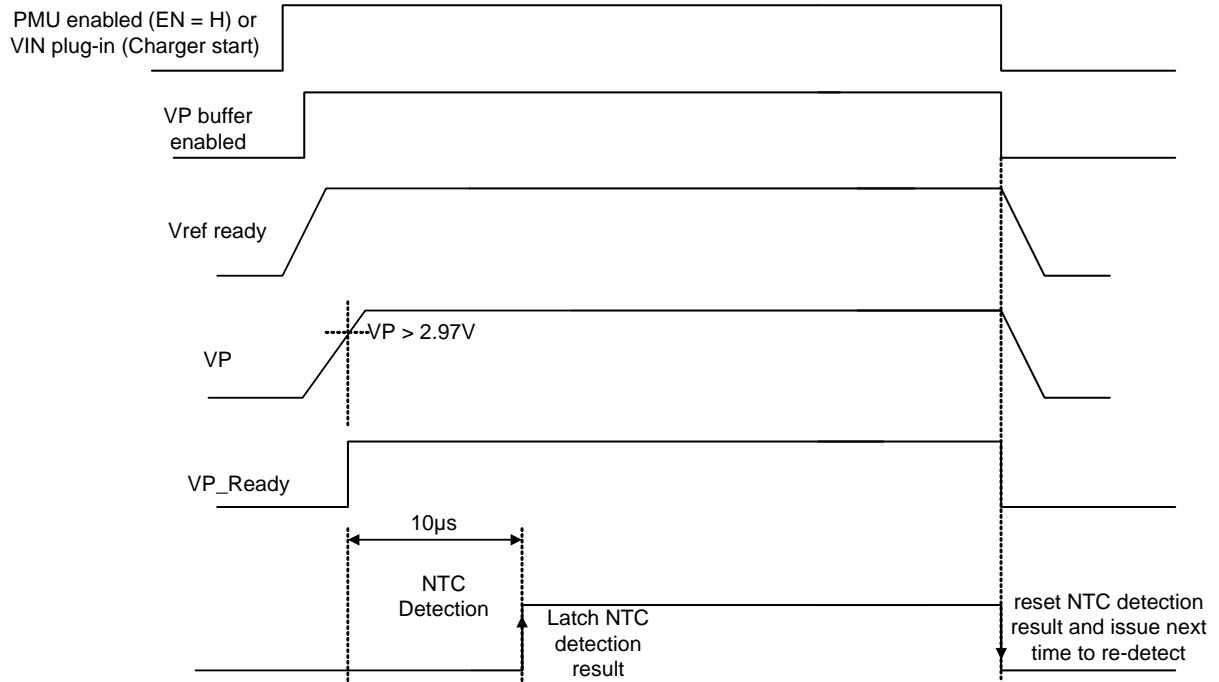 PMU enabled (EN = H) or
VIN plug-in (Charger start)
VP buffer
enabled
Vref ready
VP > 2.97V
VP
VP_Ready
10µs
NTC
Detection
Latch NTC
detection
result
reset NTC detection
result and issue next
time to re-detect